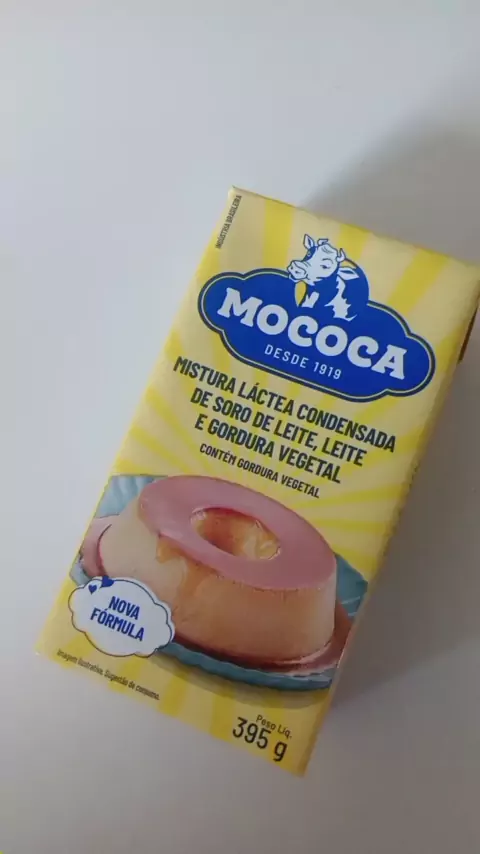 INDÚSTRIA BRASILEIRA
MOCOCA
DESDE 1919
MISTURA LÁCTEA CONDENSADA
DE SORO DE LEITE, LEITE
E GORDURA VEGETAL
CONTÉM GORDURA VEGETAL
NOVA
FÓRMULA
Imagem ilustrativa. Sugestão de consumo.
Peso Líq.
395 g